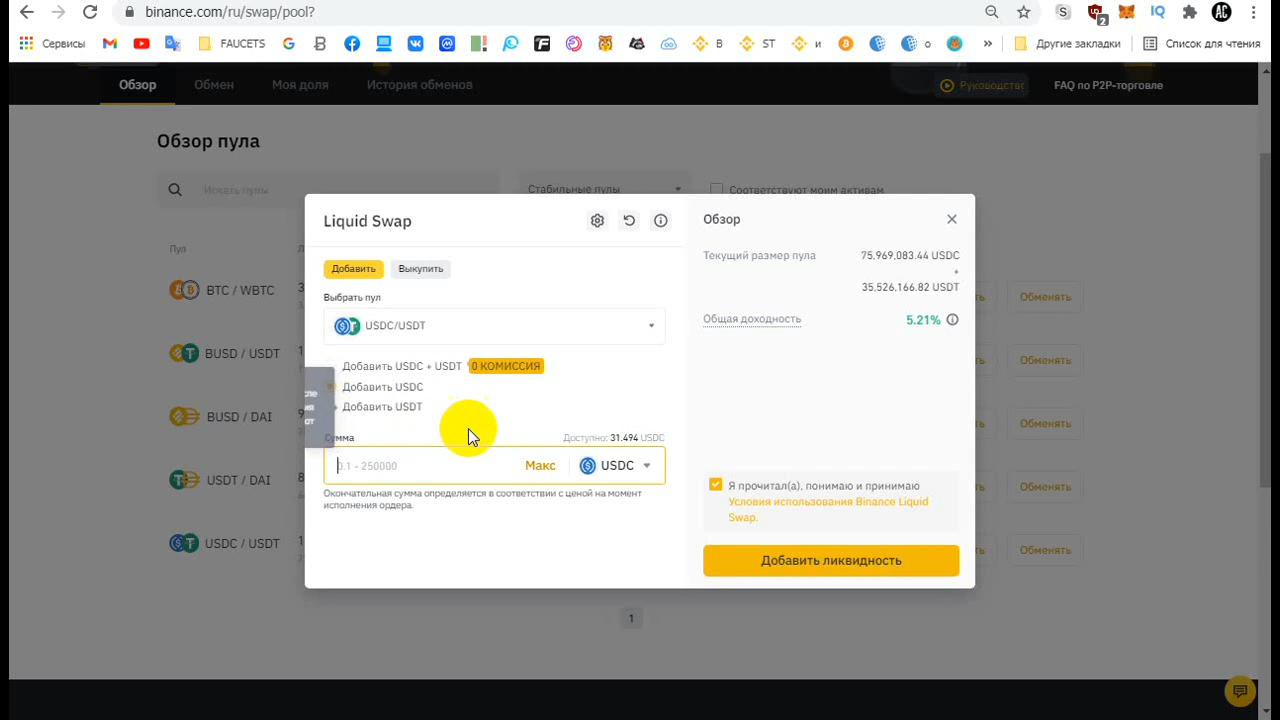 binance.com/ru/swap/pool?
Сервисы
FAUCETS
B
ST
и
о
»
Другие закладки
Список для чтения
2
S
IQ
AC
Обзор
Обмен
Моя доля
История обменов
Руководство
FAQ по P2P-торговле
Обзор пула
Искать пулы
Стабильные пулы
Соответствуют моим активам
Пул
BTC / WBTC
Обменять
BUSD / USDT
Обменять
BUSD / DAI
Обменять
USDT / DAI
Обменять
USDC / USDT
Обменять
1
Liquid Swap
Добавить
Выкупить
Выбрать пул
USDC/USDT
Добавить USDC + USDT
0 КОМИССИЯ
Добавить USDC
Добавить USDT
Сумма
Доступно: 31.494 USDC
0.1 - 250000
Макс
USDC
Окончательная сумма определяется в соответствии с ценой на момент
исполнения ордера.
Обзор
Текущий размер пула
75,969,083.44 USDC
+
35,526,166.82 USDT
Общая доходность
5.21%
Я прочитал(а), понимаю и принимаю
Условия использования Binance Liquid
Swap.
Добавить ликвидность